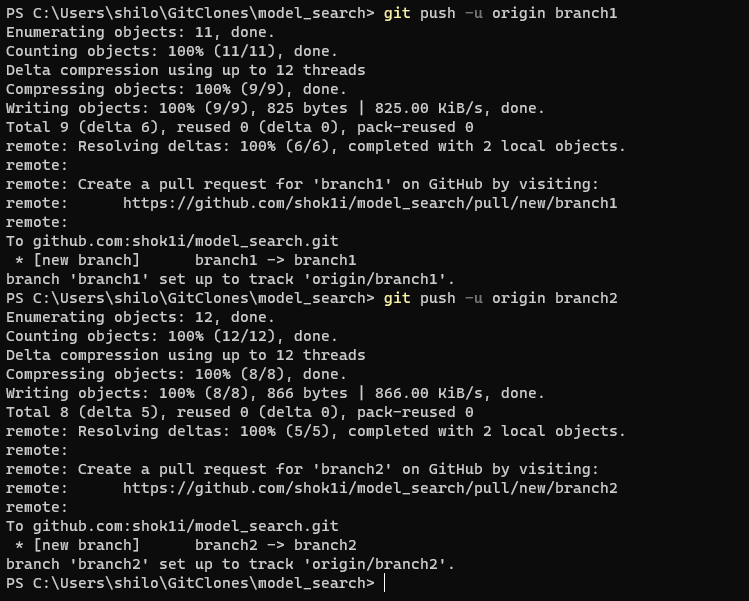 PS C:\Users\shilo\GitClones\model_search> git push -u origin branch1
Enumerating objects: 11, done.
Counting objects: 100% (11/11), done.
Delta compression using up to 12 threads
Compressing objects: 100% (9/9), done.
Writing objects: 100% (9/9), 825 bytes | 825.00 KiB/s, done.
Total 9 (delta 6), reused 0 (delta 0), pack-reused 0
remote: Resolving deltas: 100% (6/6), completed with 2 local objects.
remote:
remote: Create a pull request for 'branch1' on GitHub by visiting:
remote:      https://github.com/shok1i/model_search/pull/new/branch1
remote:
To github.com:shok1i/model_search.git
 * [new branch]      branch1 -> branch1
branch 'branch1' set up to track 'origin/branch1'.
PS C:\Users\shilo\GitClones\model_search> git push -u origin branch2
Enumerating objects: 12, done.
Counting objects: 100% (12/12), done.
Delta compression using up to 12 threads
Compressing objects: 100% (8/8), done.
Writing objects: 100% (8/8), 866 bytes | 866.00 KiB/s, done.
Total 8 (delta 5), reused 0 (delta 0), pack-reused 0
remote: Resolving deltas: 100% (5/5), completed with 2 local objects.
remote:
remote: Create a pull request for 'branch2' on GitHub by visiting:
remote:      https://github.com/shok1i/model_search/pull/new/branch2
remote:
To github.com:shok1i/model_search.git
 * [new branch]      branch2 -> branch2
branch 'branch2' set up to track 'origin/branch2'.
PS C:\Users\shilo\GitClones\model_search>